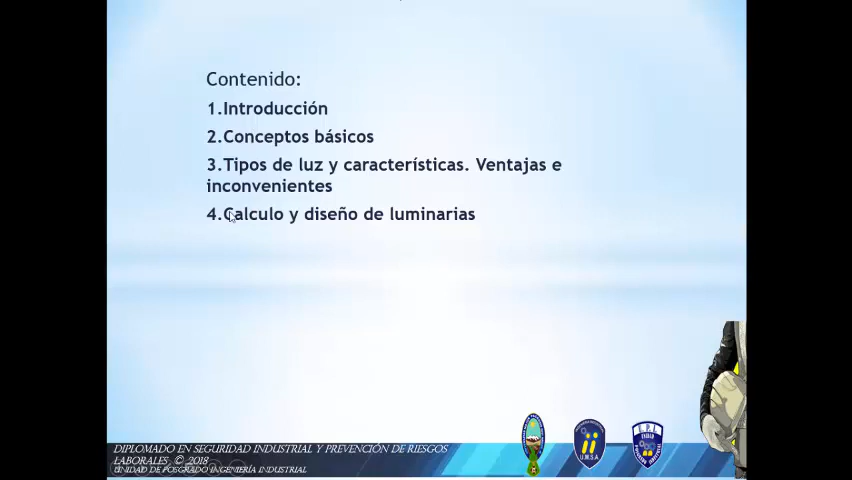 Contenido:
1.Introducción
2.Conceptos básicos
3.Tipos de luz y características. Ventajas e
inconvenientes
4.Calculo y diseño de luminarias
DIPLOMADO EN SEGURIDAD INDUSTRIAL Y PREVENCIÓN DE RIESGOS
LABORALES © 2018
UNIDAD DE POSGRADO INGENIERÍA INDUSTRIAL
U.M.S.A.